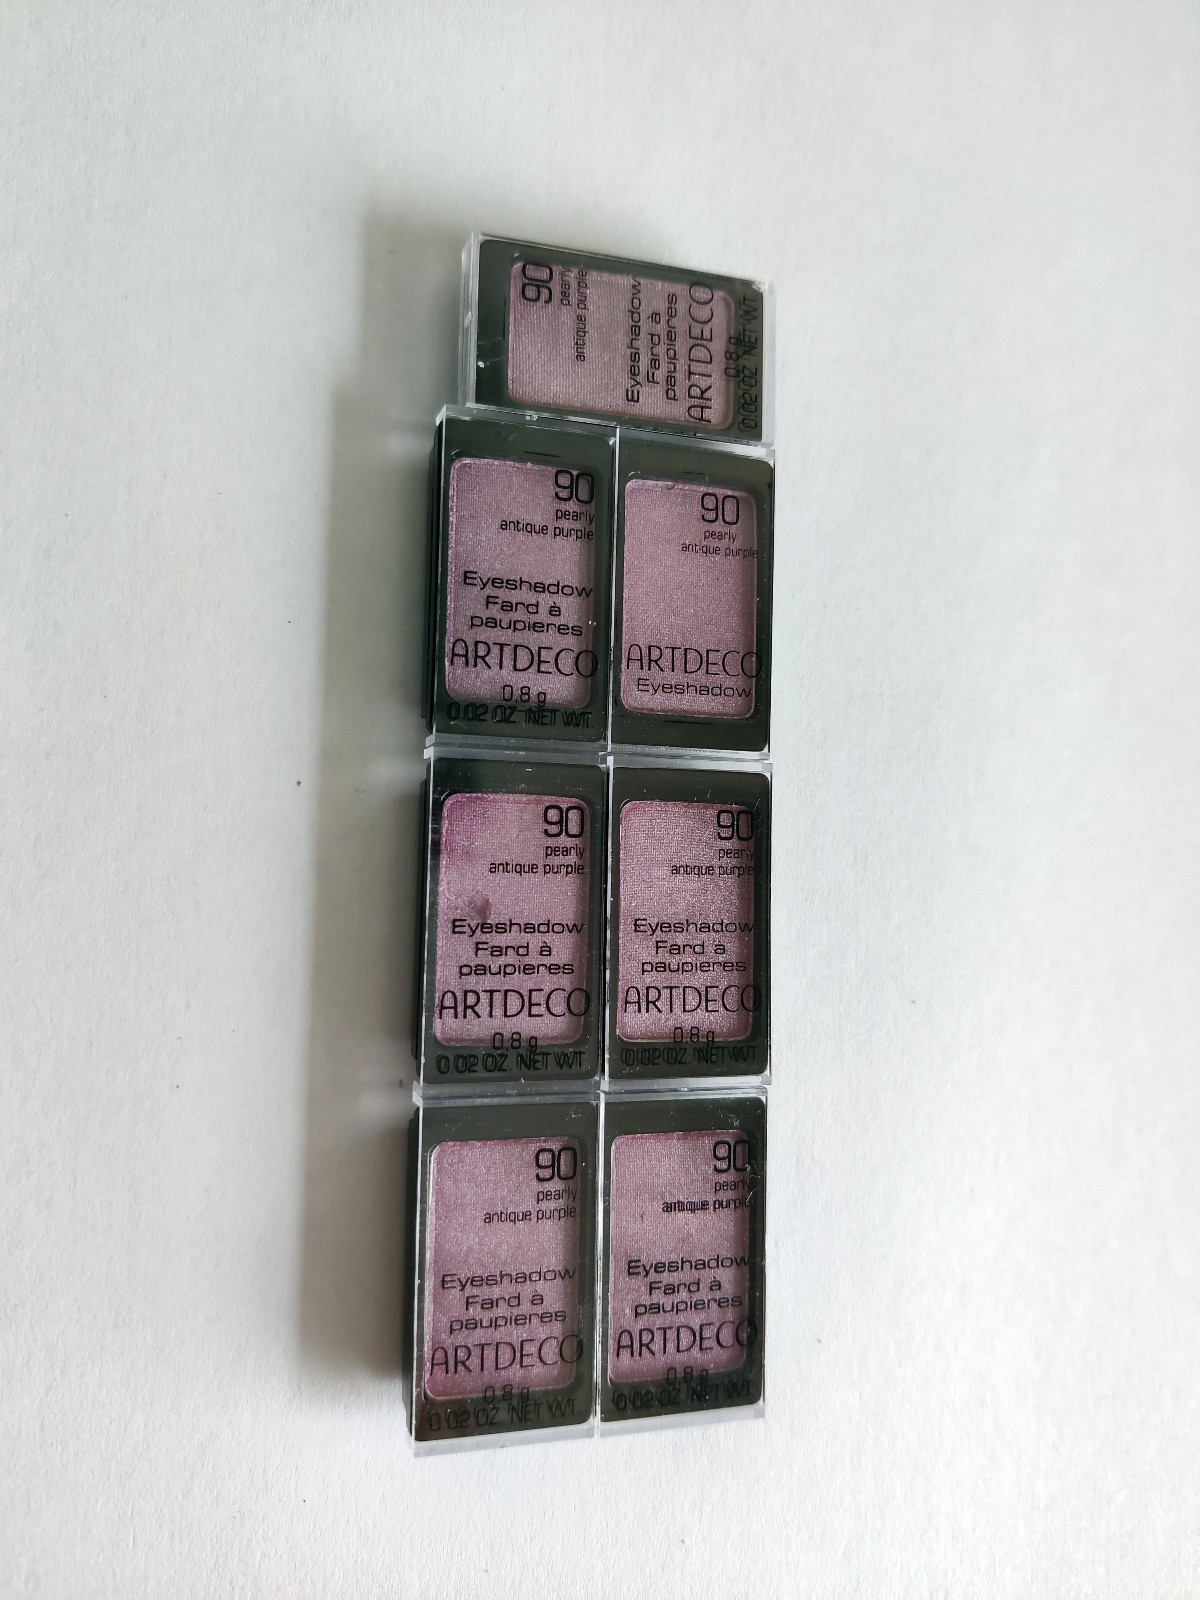 90
pearly
antique purple
Eyeshadow
Fard à
paupieres
ARTDECO
0,8 g
0.02 OZ. NET WT.
90
pearly
antique purple
Eyeshadow
Fard à
paupieres
ARTDECO
0,8 g
0.02 OZ. NET WT.
90
pearly
antique purple
ARTDECO
Eyeshadow
90
pearly
antique purple
Eyeshadow
Fard à
paupieres
ARTDECO
0,8 g
0.02 OZ. NET WT.
90
pearly
antique purple
Eyeshadow
Fard à
paupieres
ARTDECO
0,8 g
0.02 OZ. NET WT.
90
pearly
antique purple
Eyeshadow
Fard à
paupieres
ARTDECO
0,8 g
0.02 OZ. NET WT.
90
pearly
antique purple
Eyeshadow
Fard à
paupieres
ARTDECO
0,8 g
0.02 OZ. NET WT.